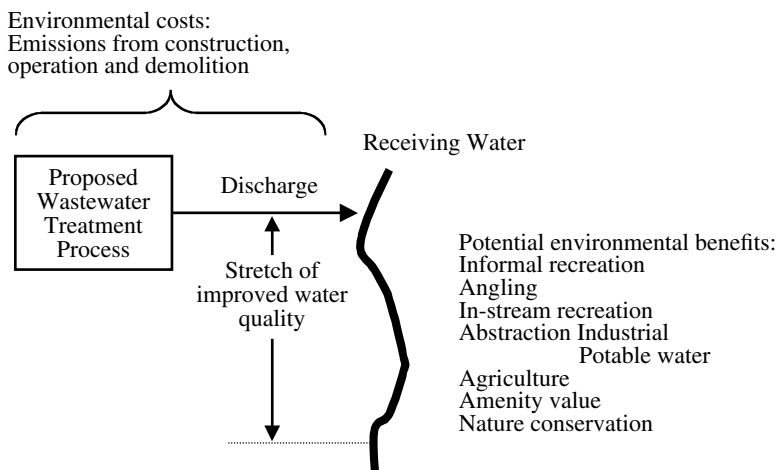 Environmental costs:
Emissions from construction,
operation and demolition
Receiving Water
Proposed
Wastewater
Treatment
Process
Discharge
Stretch of
improved water
quality
Potential environmental benefits:
Informal recreation
Angling
In-stream recreation
Abstraction Industrial
Potable water
Agriculture
Amenity value
Nature conservation